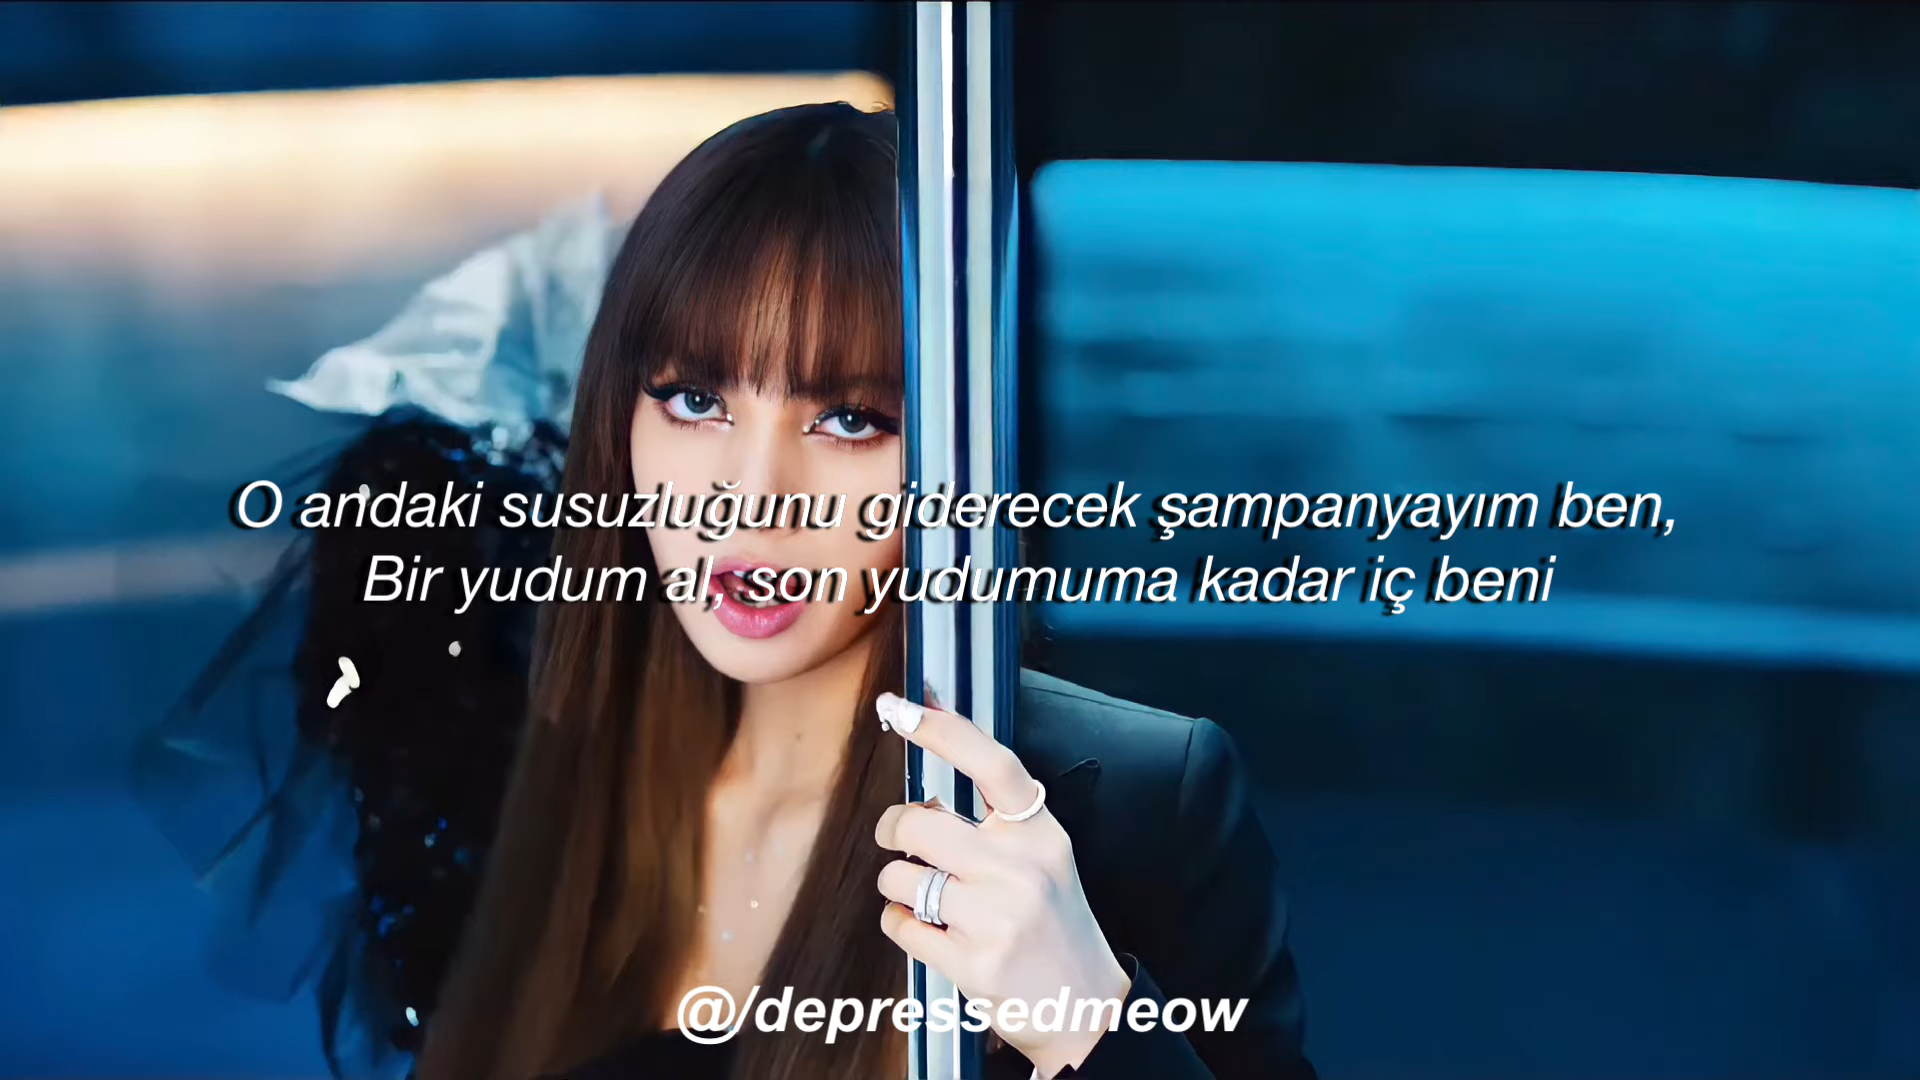 O andaki susuzluğunu giderecek şampanyayım ben,
Bir yudum al, son yudumuma kadar iç beni
@/depressedmeow